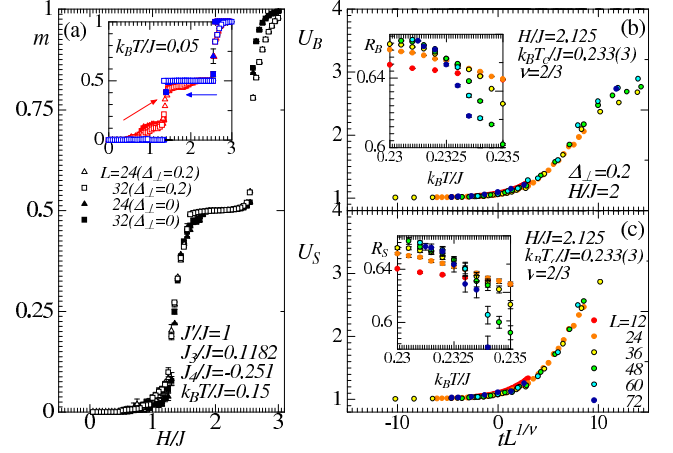 (a)
m
1
0.75
0.5
0.25
0
0
1
2
3
H/J
k_BT/J=0.05
1
0.5
0
0
1
2
3
L=24(Δ⊥=0.2)
32(Δ⊥=0.2)
24(Δ⊥=0)
32(Δ⊥=0)
J'/J=1
J₃/J=0.1182
J₄/J=-0.251
k_BT/J=0.15
(b)
U_B
4
3
2
1
H/J=2.125
k_BT_c/J=0.233(3)
ν=2/3
R_B
0.64
0.6
0.23
0.2325
0.235
k_BT/J
Δ⊥=0.2
H/J=2
(c)
U_S
4
3
2
1
H/J=2.125
k_BT_c/J=0.233(3)
ν=2/3
R_S
0.64
0.6
0.23
0.2325
0.235
k_BT/J
L=12
24
36
48
60
72
-10
0
10
tL^{1/ν}